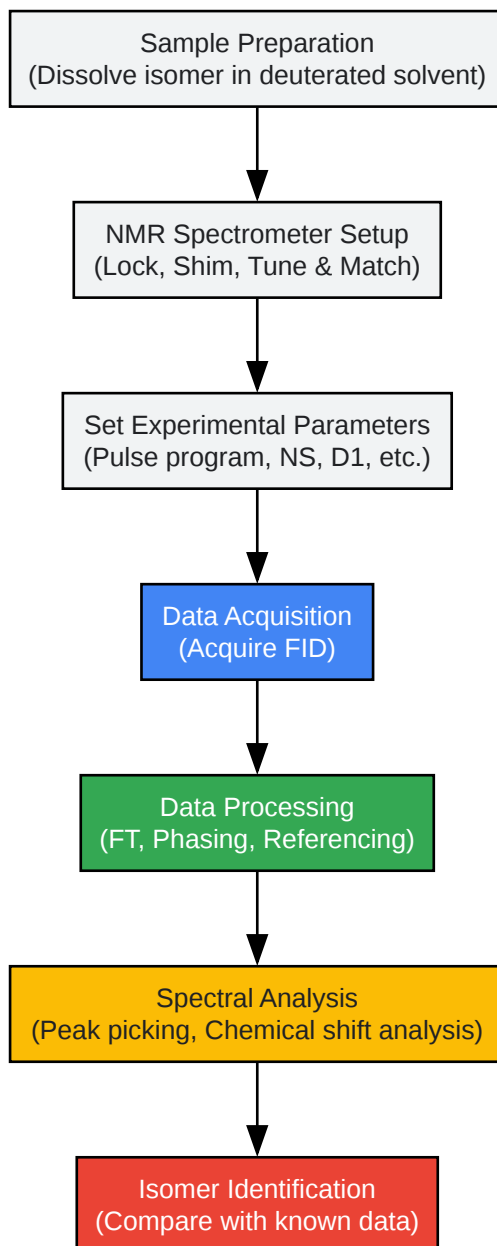 Sample Preparation
(Dissolve isomer in deuterated solvent)
NMR Spectrometer Setup
(Lock, Shim, Tune & Match)
Set Experimental Parameters
(Pulse program, NS, D1, etc.)
Data Acquisition
(Acquire FID)
Data Processing
(FT, Phasing, Referencing)
Spectral Analysis
(Peak picking, Chemical shift analysis)
Isomer Identification
(Compare with known data)